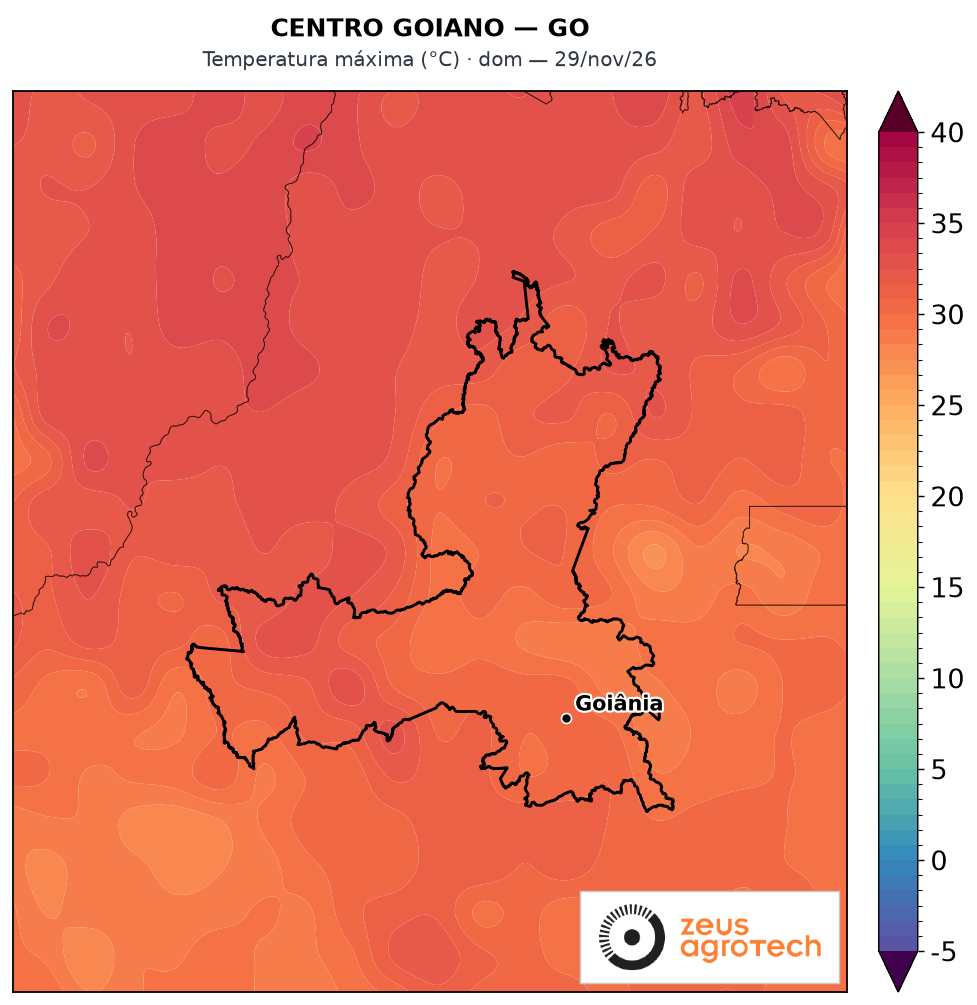 CENTRO GOIANO — GO
Temperatura máxima (°C) · dom — 29/nov/26
40
35
30
25
20
15
10
5
0
-5
Goiânia
zeus
agrotech